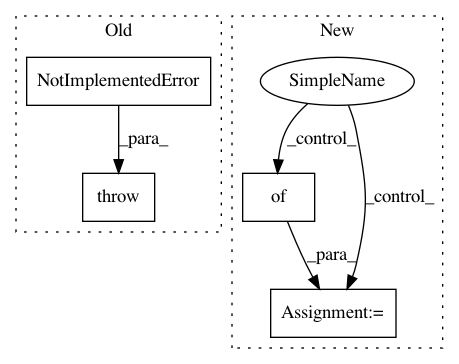 Old
New
NotImplementedError
SimpleName
_para_
_control_
throw
of
_control_
_para_
Assignment:=